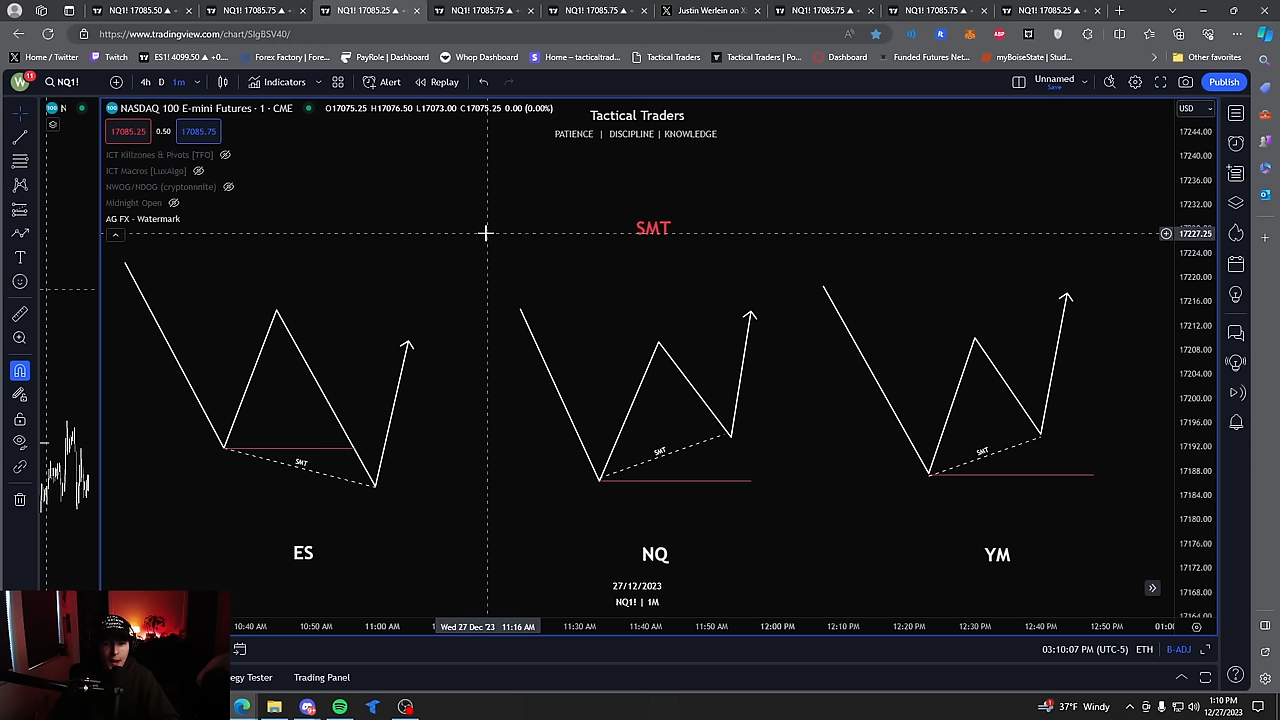 NQ1! 17085.50
NQ1! 17085.75
NQ1! 17085.25
NQ1! 17085.75
NQ1! 17085.75
Justin Werlein on X
NQ1! 17085.75
NQ1! 17085.75
NQ1! 17085.25
https://www.tradingview.com/chart/SlgBSV40/
Home / Twitter
Twitch
ES1! 4099.50 ▲ +0....
Forex Factory
PayRole | Dashboard
Whop Dashboard
Home – tacticaltrad...
Tactical Traders
Tactical Traders | Po...
Dashboard
Funded Futures Net...
myBoiseState | Stud...
Other favorites
W
11
NQ1!
4h D 1m
Indicators
Alert
Replay
Unnamed
Save
Publish
N
NASDAQ 100 E-mini Futures · 1 · CME
O17075.25 H17076.50 L17073.00 C17075.25 0.00 (0.00%)
17085.25 0.50 17085.75
ICT Killzones & Pivots [TFO]
ICT Macros [LuxAlgo]
NWOG/NDOG (cryptonnnite)
Midnight Open
AG FX - Watermark
Tactical Traders
PATIENCE | DISCIPLINE | KNOWLEDGE
SMT
SMT
SMT
SMT
ES
NQ
YM
27/12/2023
NQ1! | 1M
USD
17244.00
17240.00
17236.00
17232.00
17227.25
17224.00
17220.00
17216.00
17212.00
17208.00
17204.00
17200.00
17196.00
17192.00
17188.00
17184.00
17180.00
17176.00
17172.00
17168.00
17164.00
10:40 AM
10:50 AM
11:00 AM
Wed 27 Dec '23 11:16 AM
11:30 AM
11:40 AM
11:50 AM
12:00 PM
12:10 PM
12:20 PM
12:30 PM
12:40 PM
12:50 PM
01:0
03:10:07 PM (UTC-5) ETH B-ADJ
egy Tester
Trading Panel
37°F Windy
1:10 PM
12/27/2023